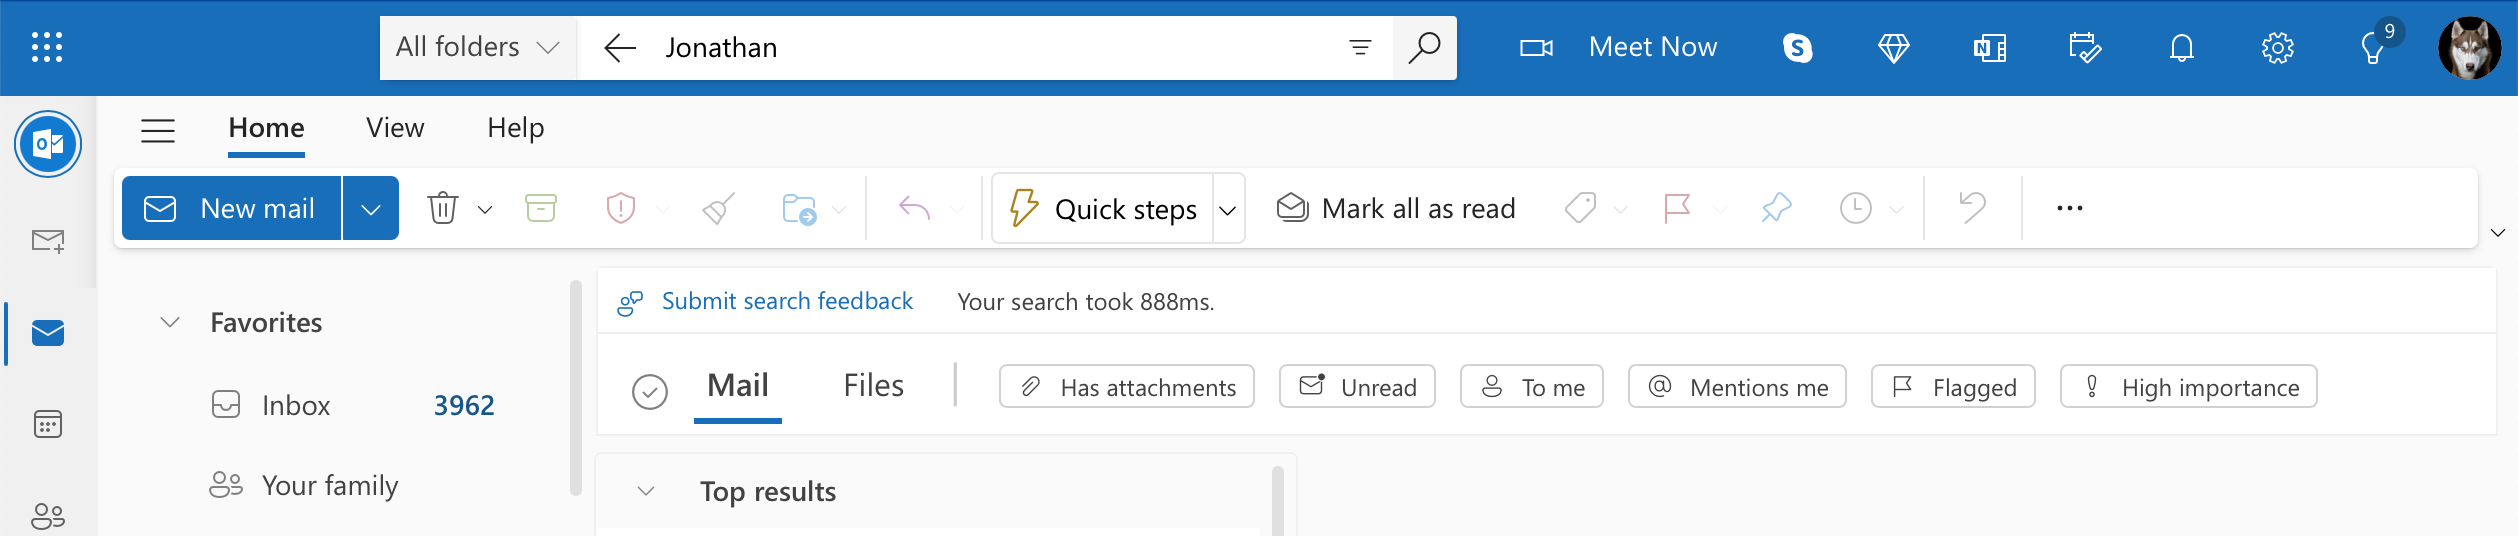 All folders
Jonathan
Meet Now
9
Home View Help
New mail
Quick steps
Mark all as read
Submit search feedback
Your search took 888ms.
Favorites
Mail Files
Has attachments
Unread
To me
Mentions me
Flagged
High importance
Inbox 3962
Your family
Top results